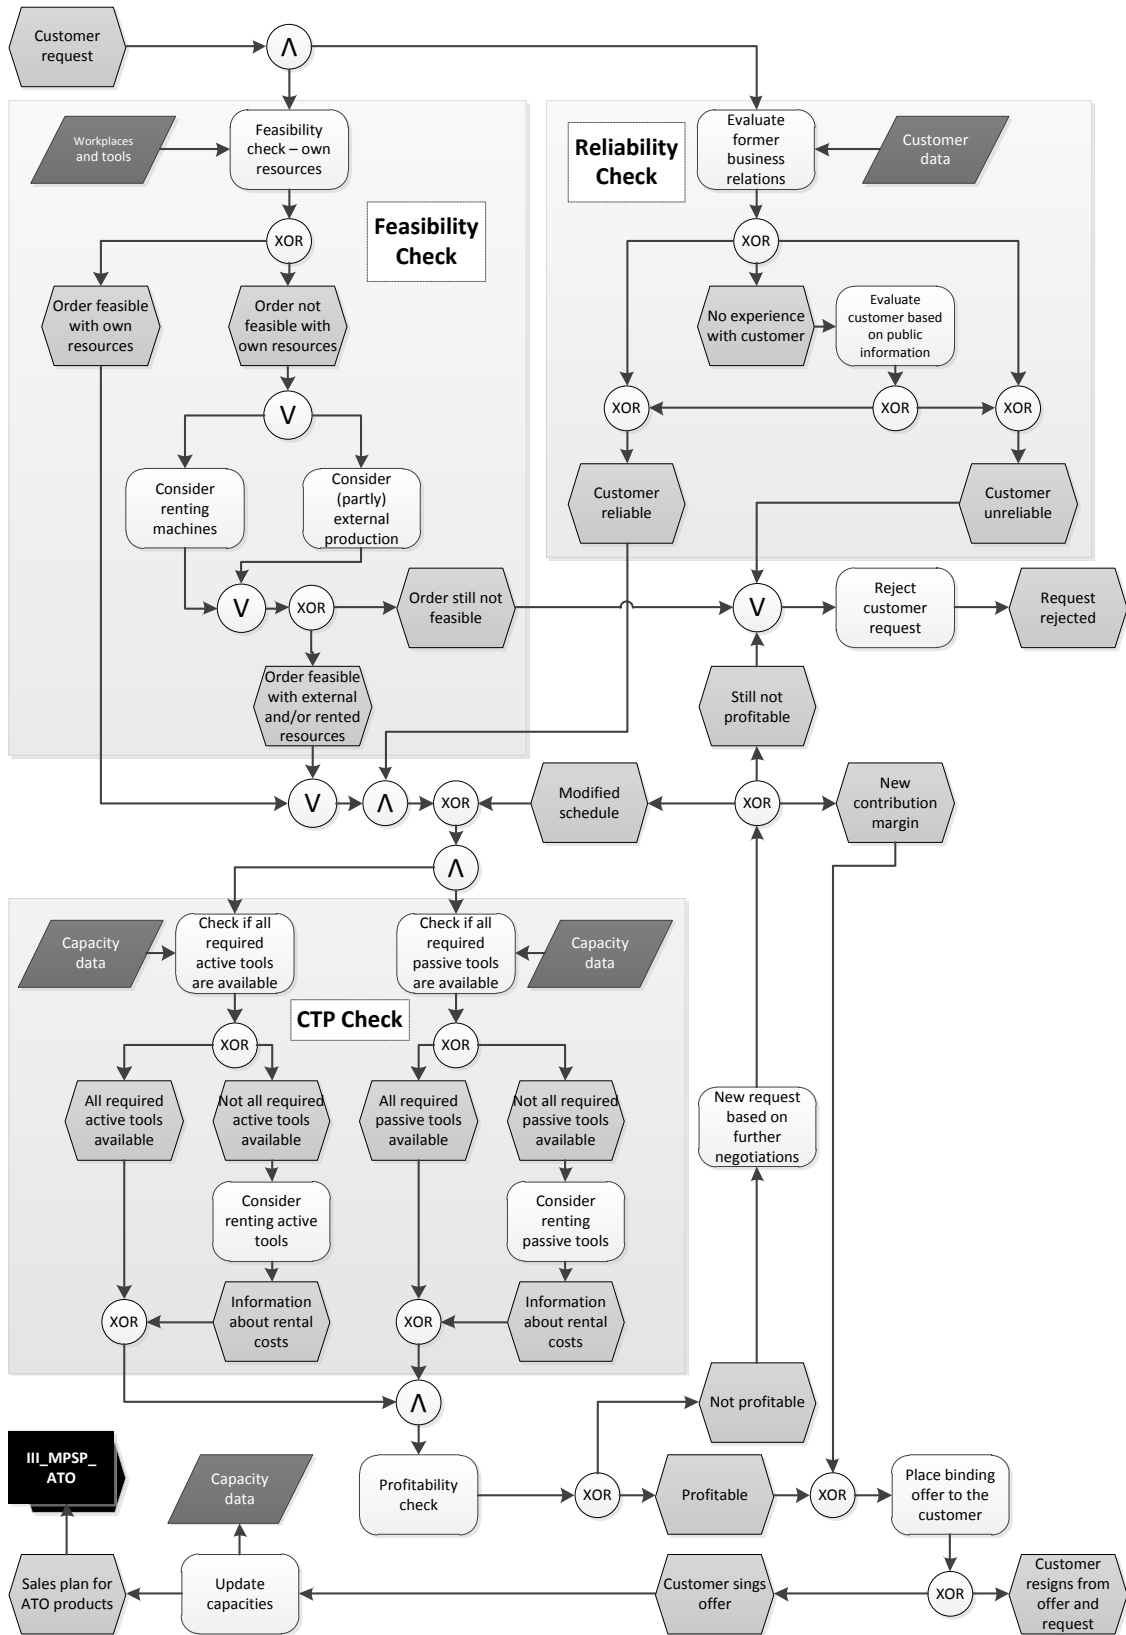 Customer
request
Λ
Workplaces
and tools
Feasibility
check – own
resources
Feasibility
Check
XOR
Order feasible
with own
resources
Order not
feasible with
own resources
V
Consider
renting
machines
Consider
(partly)
external
production
V
XOR
Order still not
feasible
Order feasible
with external
and/or rented
resources
Reliability
Check
Evaluate
former
business
relations
Customer
data
XOR
No experience
with customer
Evaluate
customer based
on public
information
XOR
XOR
XOR
Customer
reliable
Customer
unreliable
V
Reject
customer
request
Request
rejected
Still not
profitable
V
Λ
XOR
Modified
schedule
XOR
New
contribution
margin
Λ
Capacity
data
Check if all
required
active tools
are available
Check if all
required
passive tools
are available
Capacity
data
CTP Check
XOR
XOR
All required
active tools
available
Not all required
active tools
available
All required
passive tools
available
Not all required
passive tools
available
Consider
renting active
tools
Consider
renting
passive tools
XOR
Information
about rental
costs
XOR
Information
about rental
costs
New request
based on
further
negotiations
Λ
Not profitable
III_MPSP_
ATO
Capacity
data
Profitability
check
XOR
Profitable
XOR
Place binding
offer to the
customer
Sales plan for
ATO products
Update
capacities
Customer sings
offer
XOR
Customer
resigns from
offer and
request